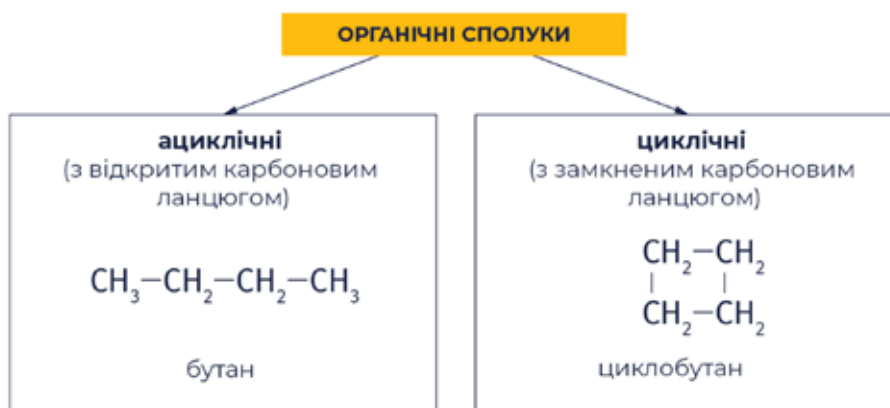 ОРГАНІЧНІ СПОЛУКИ
ациклічні
(з відкритим карбоновим
ланцюгом)
CH₃–CH₂–CH₂–CH₃
бутан
циклічні
(з замкненим карбоновим
ланцюгом)
CH₂–CH₂
|     |
CH₂–CH₂
циклобутан